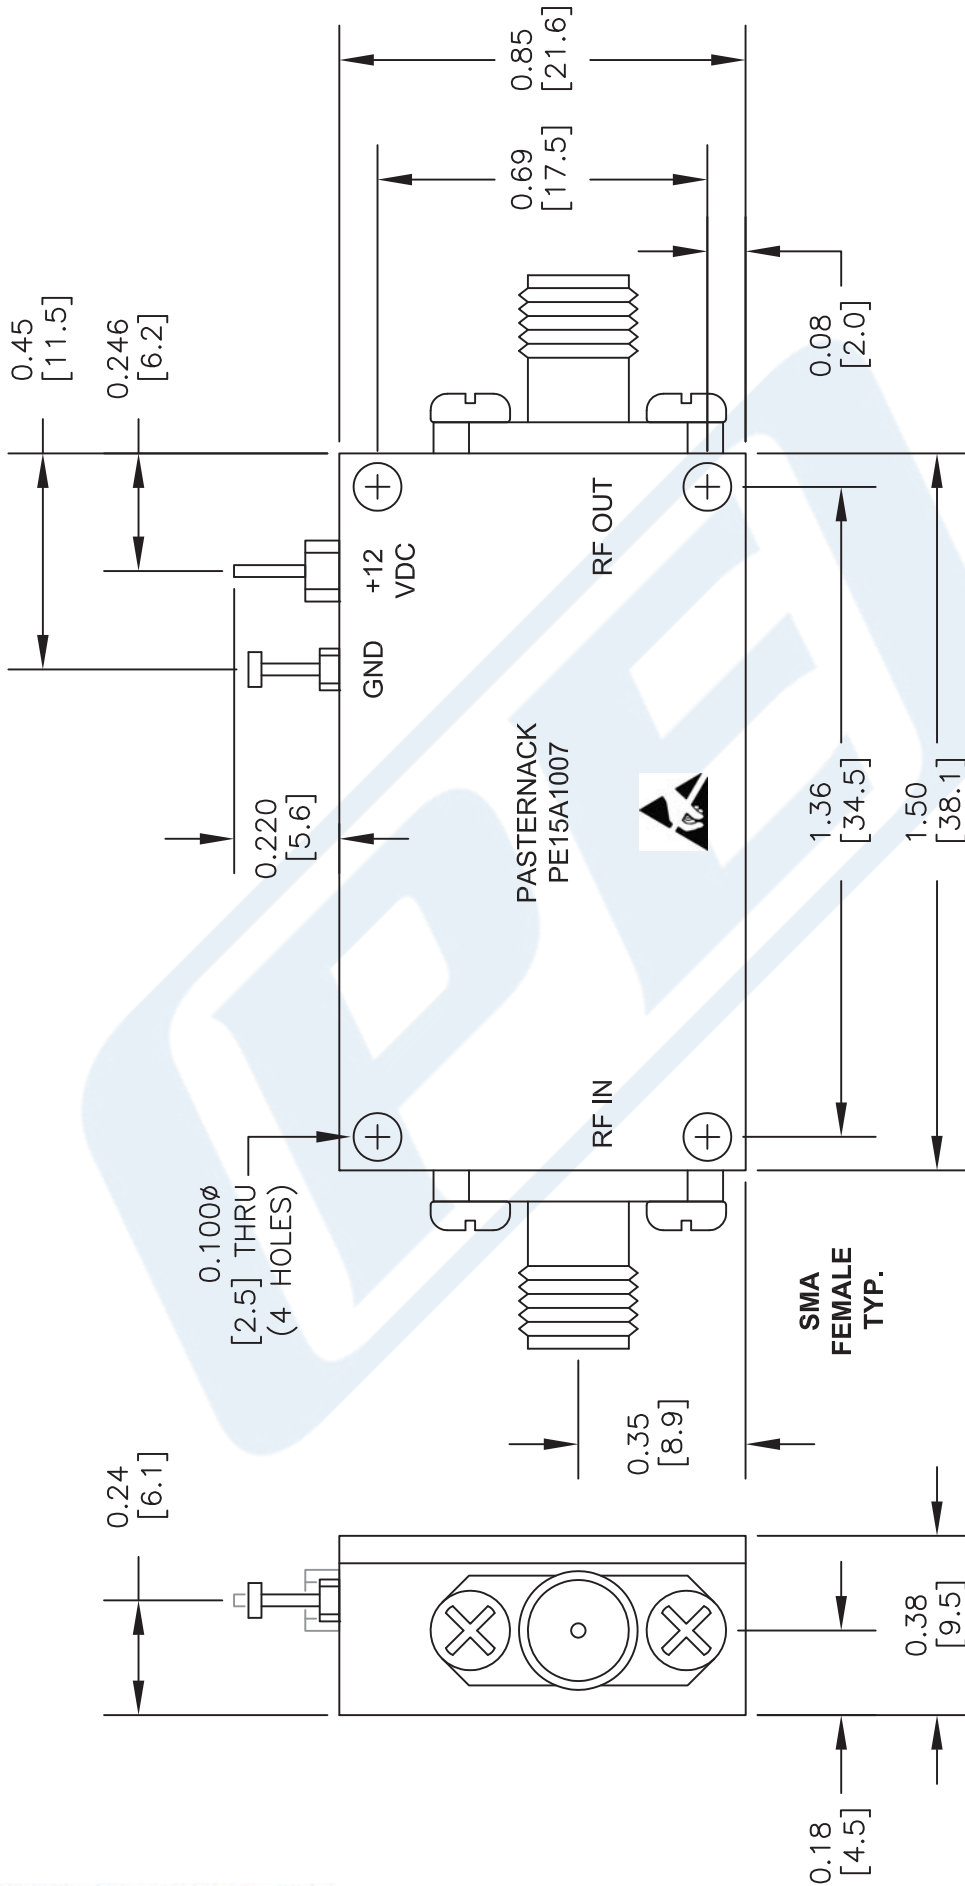 0.45
[11.5]
0.246
[6.2]
0.85
[21.6]
0.69
[17.5]
0.08
[2.0]
0.220
[5.6]
+12
VDC
GND
RF OUT
PASTERNACK
PE15A1007
RF IN
1.36
[34.5]
1.50
[38.1]
0.100ø
[2.5] THRU
(4 HOLES)
SMA
FEMALE
TYP.
0.35
[8.9]
0.24
[6.1]
0.38
[9.5]
0.18
[4.5]
PE